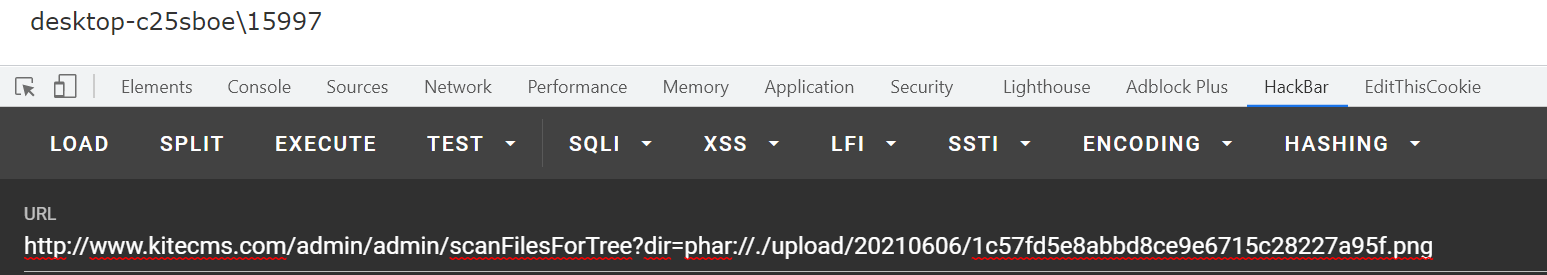 desktop-c25sboe\15997
Elements Console Sources Network Performance Memory Application Security Lighthouse Adblock Plus HackBar EditThisCookie
LOAD SPLIT EXECUTE TEST SQLI XSS LFI SSTI ENCODING HASHING
URL
http://www.kitecms.com/admin/admin/scanFilesForTree?dir=phar://./upload/20210606/1c57fd5e8abbd8ce9e6715c28227a95f.png